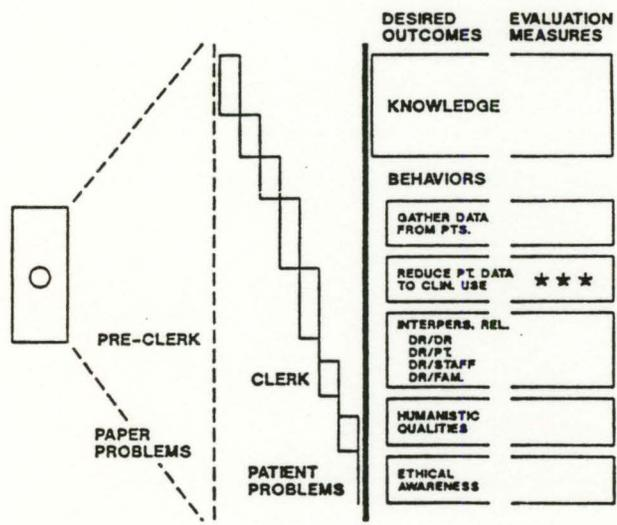 DESIRED OUTCOMES
EVALUATION MEASURES
KNOWLEDGE
BEHAVIORS
GATHER DATA
FROM PTS.
REDUCE PT. DATA
TO CLIN. USE ★ ★ ★
INTERPERS. REL.
DR/DR
DR/PT.
DR/STAFF
DR/FAM.
HUMANISTIC
QUALITIES
ETHICAL
AWARENESS
PRE-CLERK
CLERK
PAPER
PROBLEMS
PATIENT
PROBLEMS